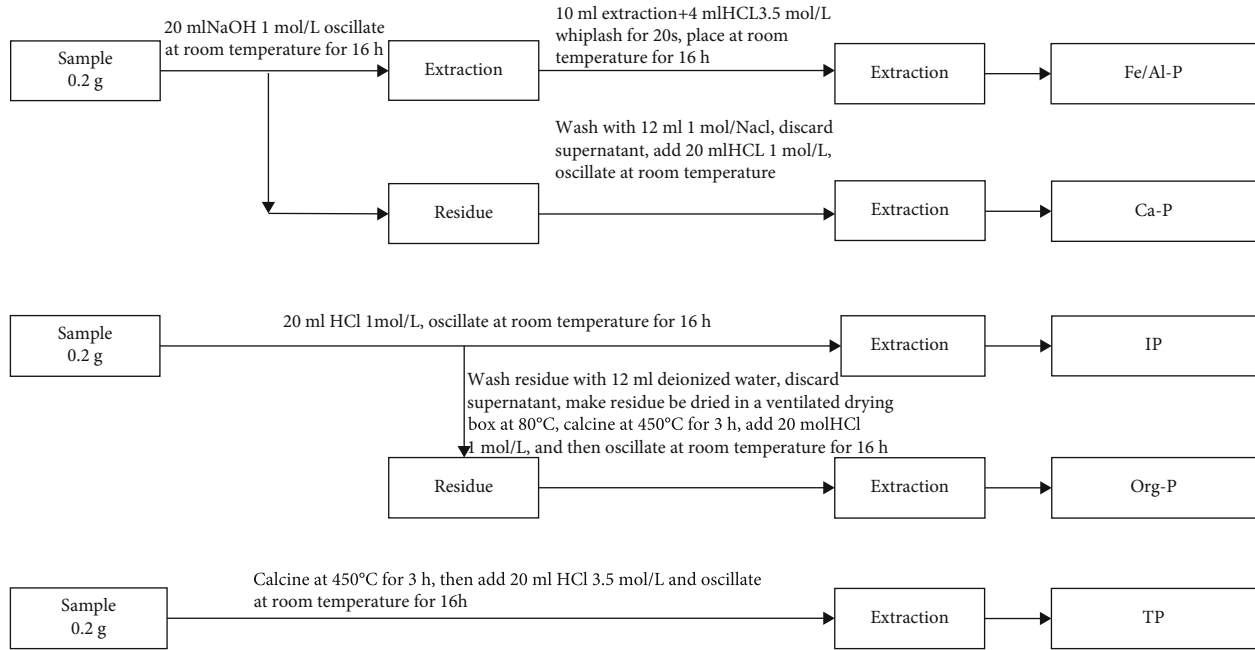 20 mlNaOH 1 mol/L oscillate
at room temperature for 16 h
10 ml extraction+4 mlHCL3.5 mol/L
whiplash for 20s, place at room
temperature for 16 h
Sample
0.2 g
Extraction
Extraction
Fe/Al-P
Wash with 12 ml 1 mol/Nacl, discard
supernatant, add 20 mlHCL 1 mol/L,
oscillate at room temperature
Residue
Extraction
Ca-P
Sample
0.2 g
20 ml HCl 1mol/L, oscillate at room temperature for 16 h
Extraction
IP
Wash residue with 12 ml deionized water, discard
supernatant, make residue be dried in a ventilated drying
box at 80°C, calcine at 450°C for 3 h, add 20 molHCl
1 mol/L, and then oscillate at room temperature for 16 h
Residue
Extraction
Org-P
Calcine at 450°C for 3 h, then add 20 ml HCl 3.5 mol/L and oscillate
at room temperature for 16h
Sample
0.2 g
Extraction
TP